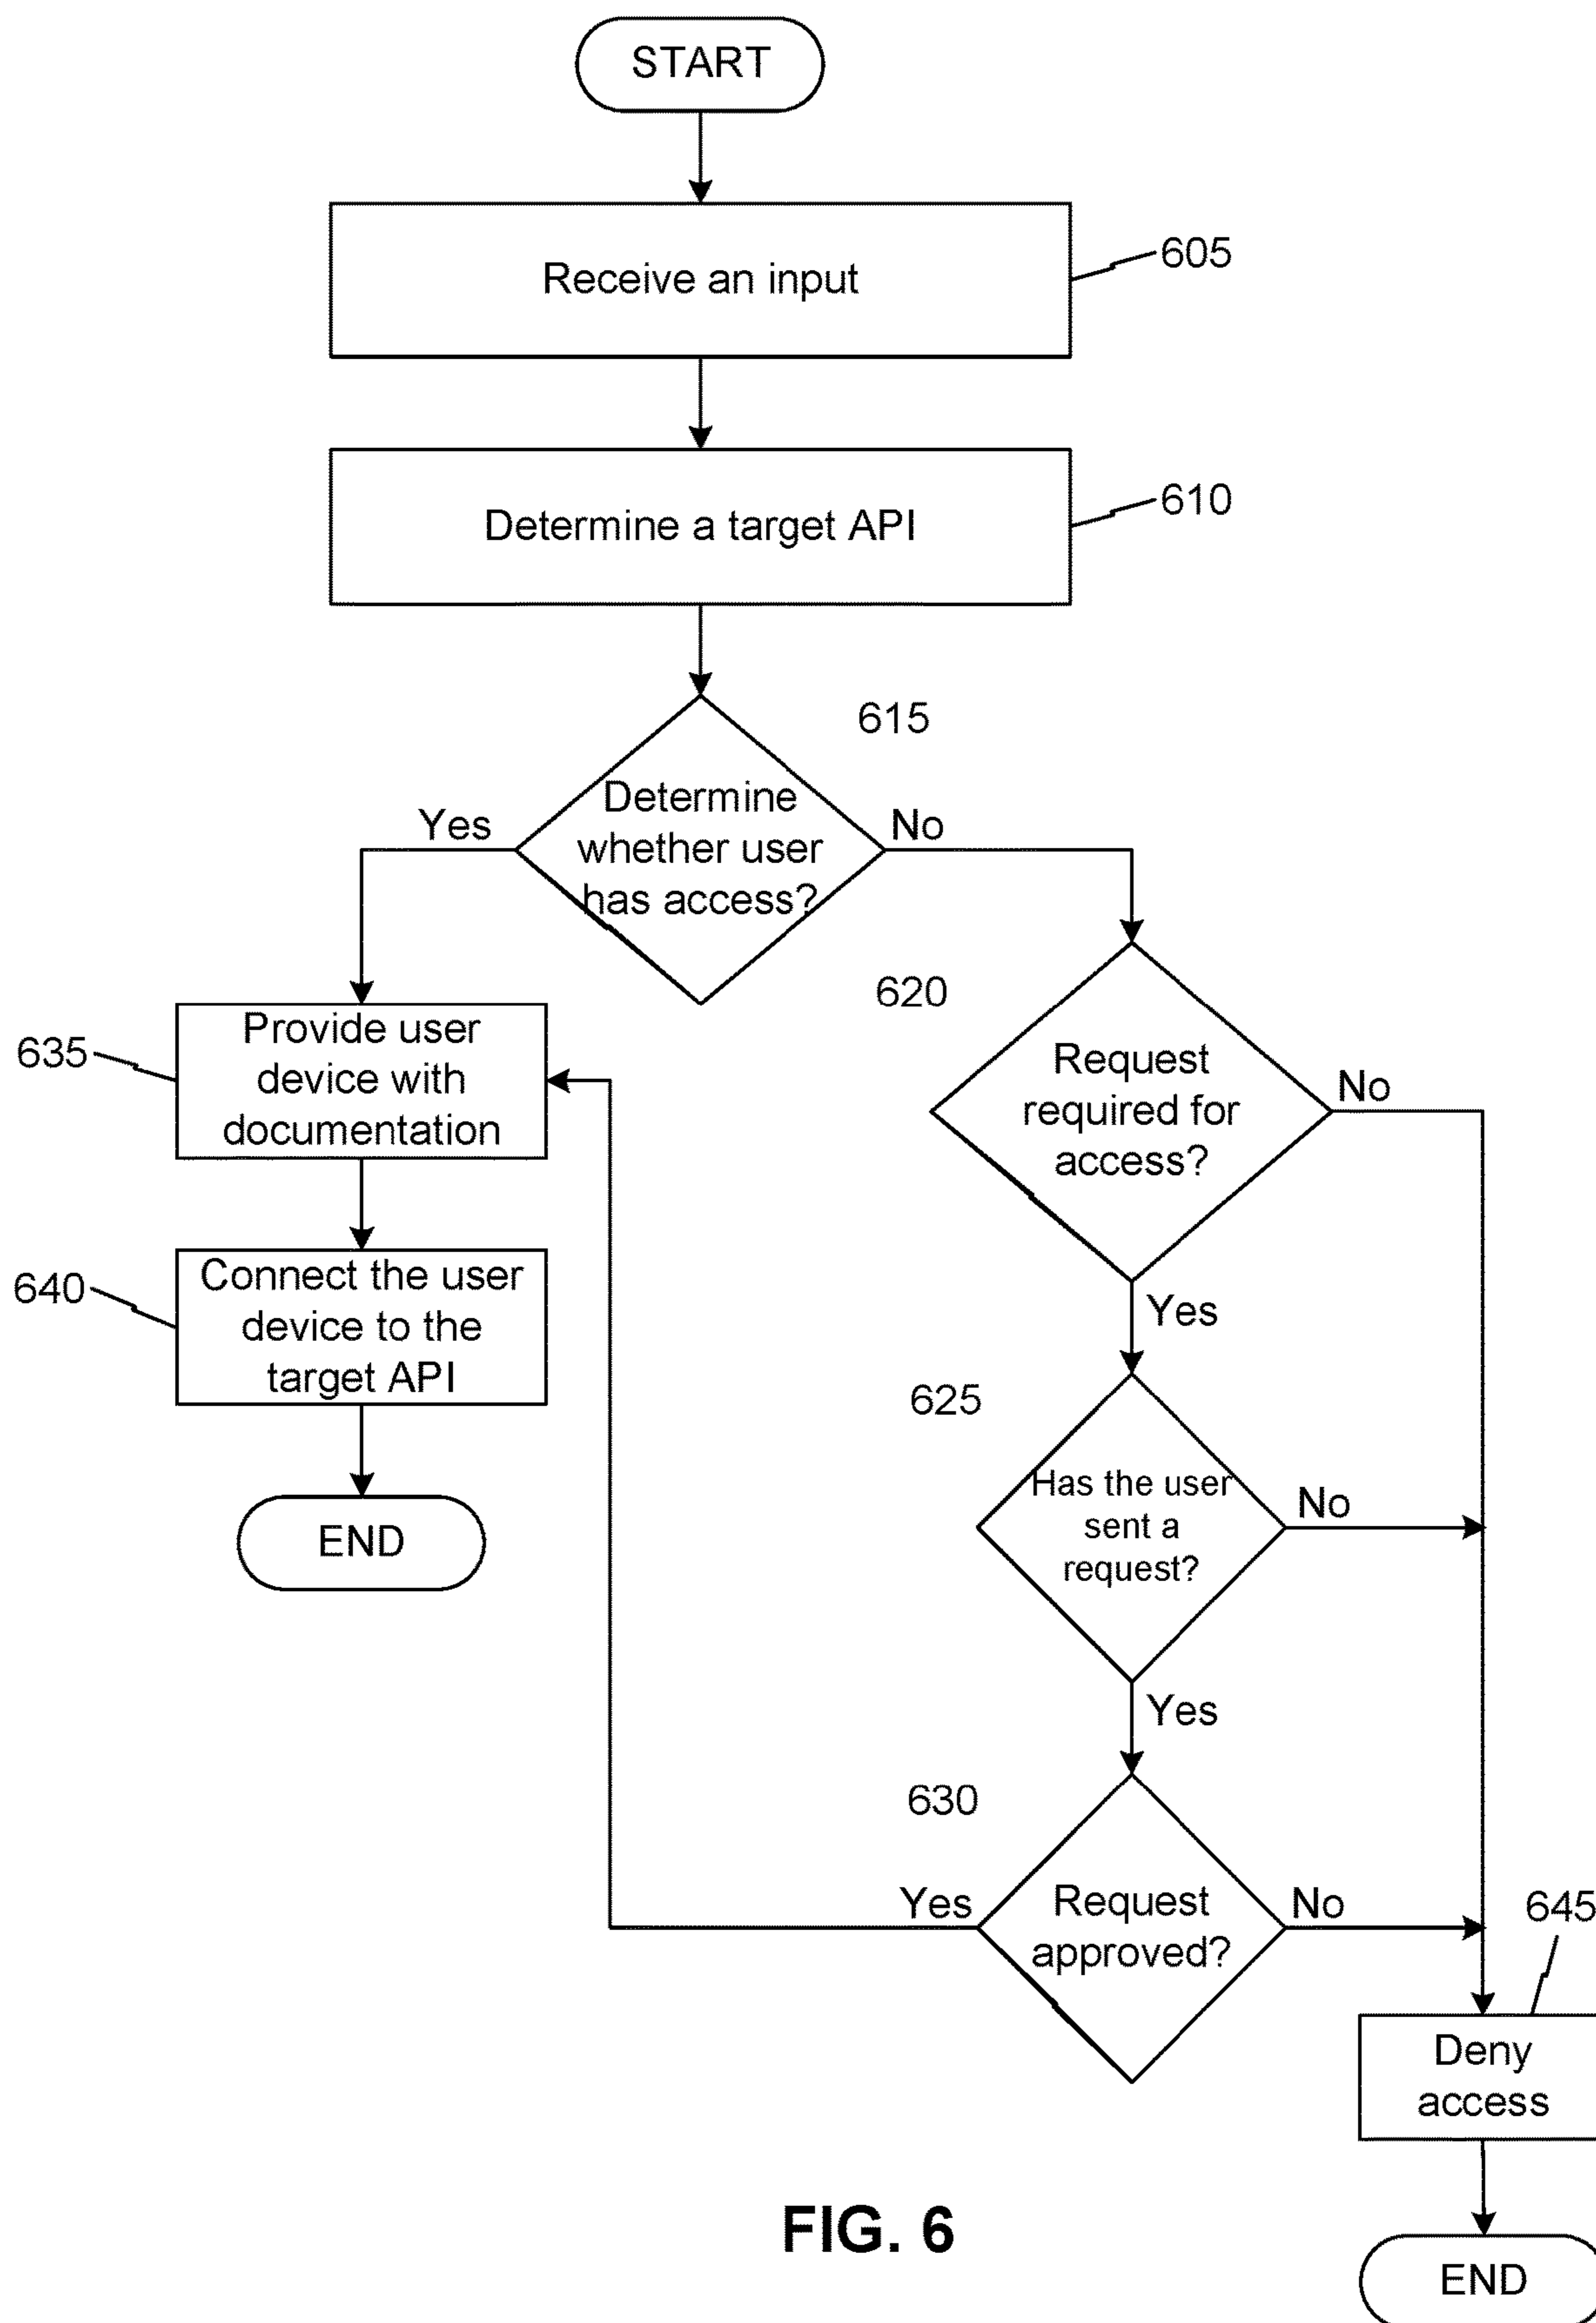 START
Receive an input
605
Determine a target API
610
615
Determine
whether user
has access?
Yes
No
620
Request
required for
access?
No
Yes
635
Provide user
device with
documentation
640
Connect the user
device to the
target API
END
625
Has the user
sent a
request?
No
Yes
630
Request
approved?
Yes
No
645
Deny
access
END
FIG. 6